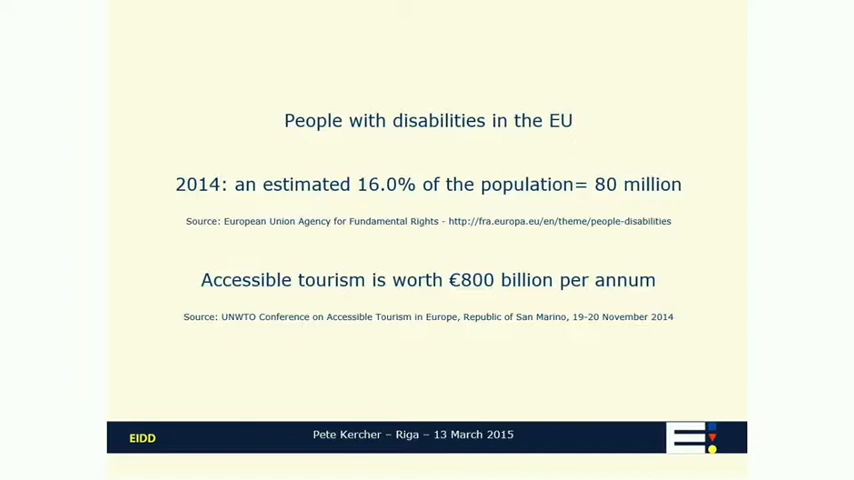 People with disabilities in the EU
2014: an estimated 16.0% of the population= 80 million
Source: European Union Agency for Fundamental Rights - http://fra.europa.eu/en/theme/people-disabilities
Accessible tourism is worth €800 billion per annum
Source: UNWTO Conference on Accessible Tourism in Europe, Republic of San Marino, 19-20 November 2014
EIDD
Pete Kercher – Riga – 13 March 2015